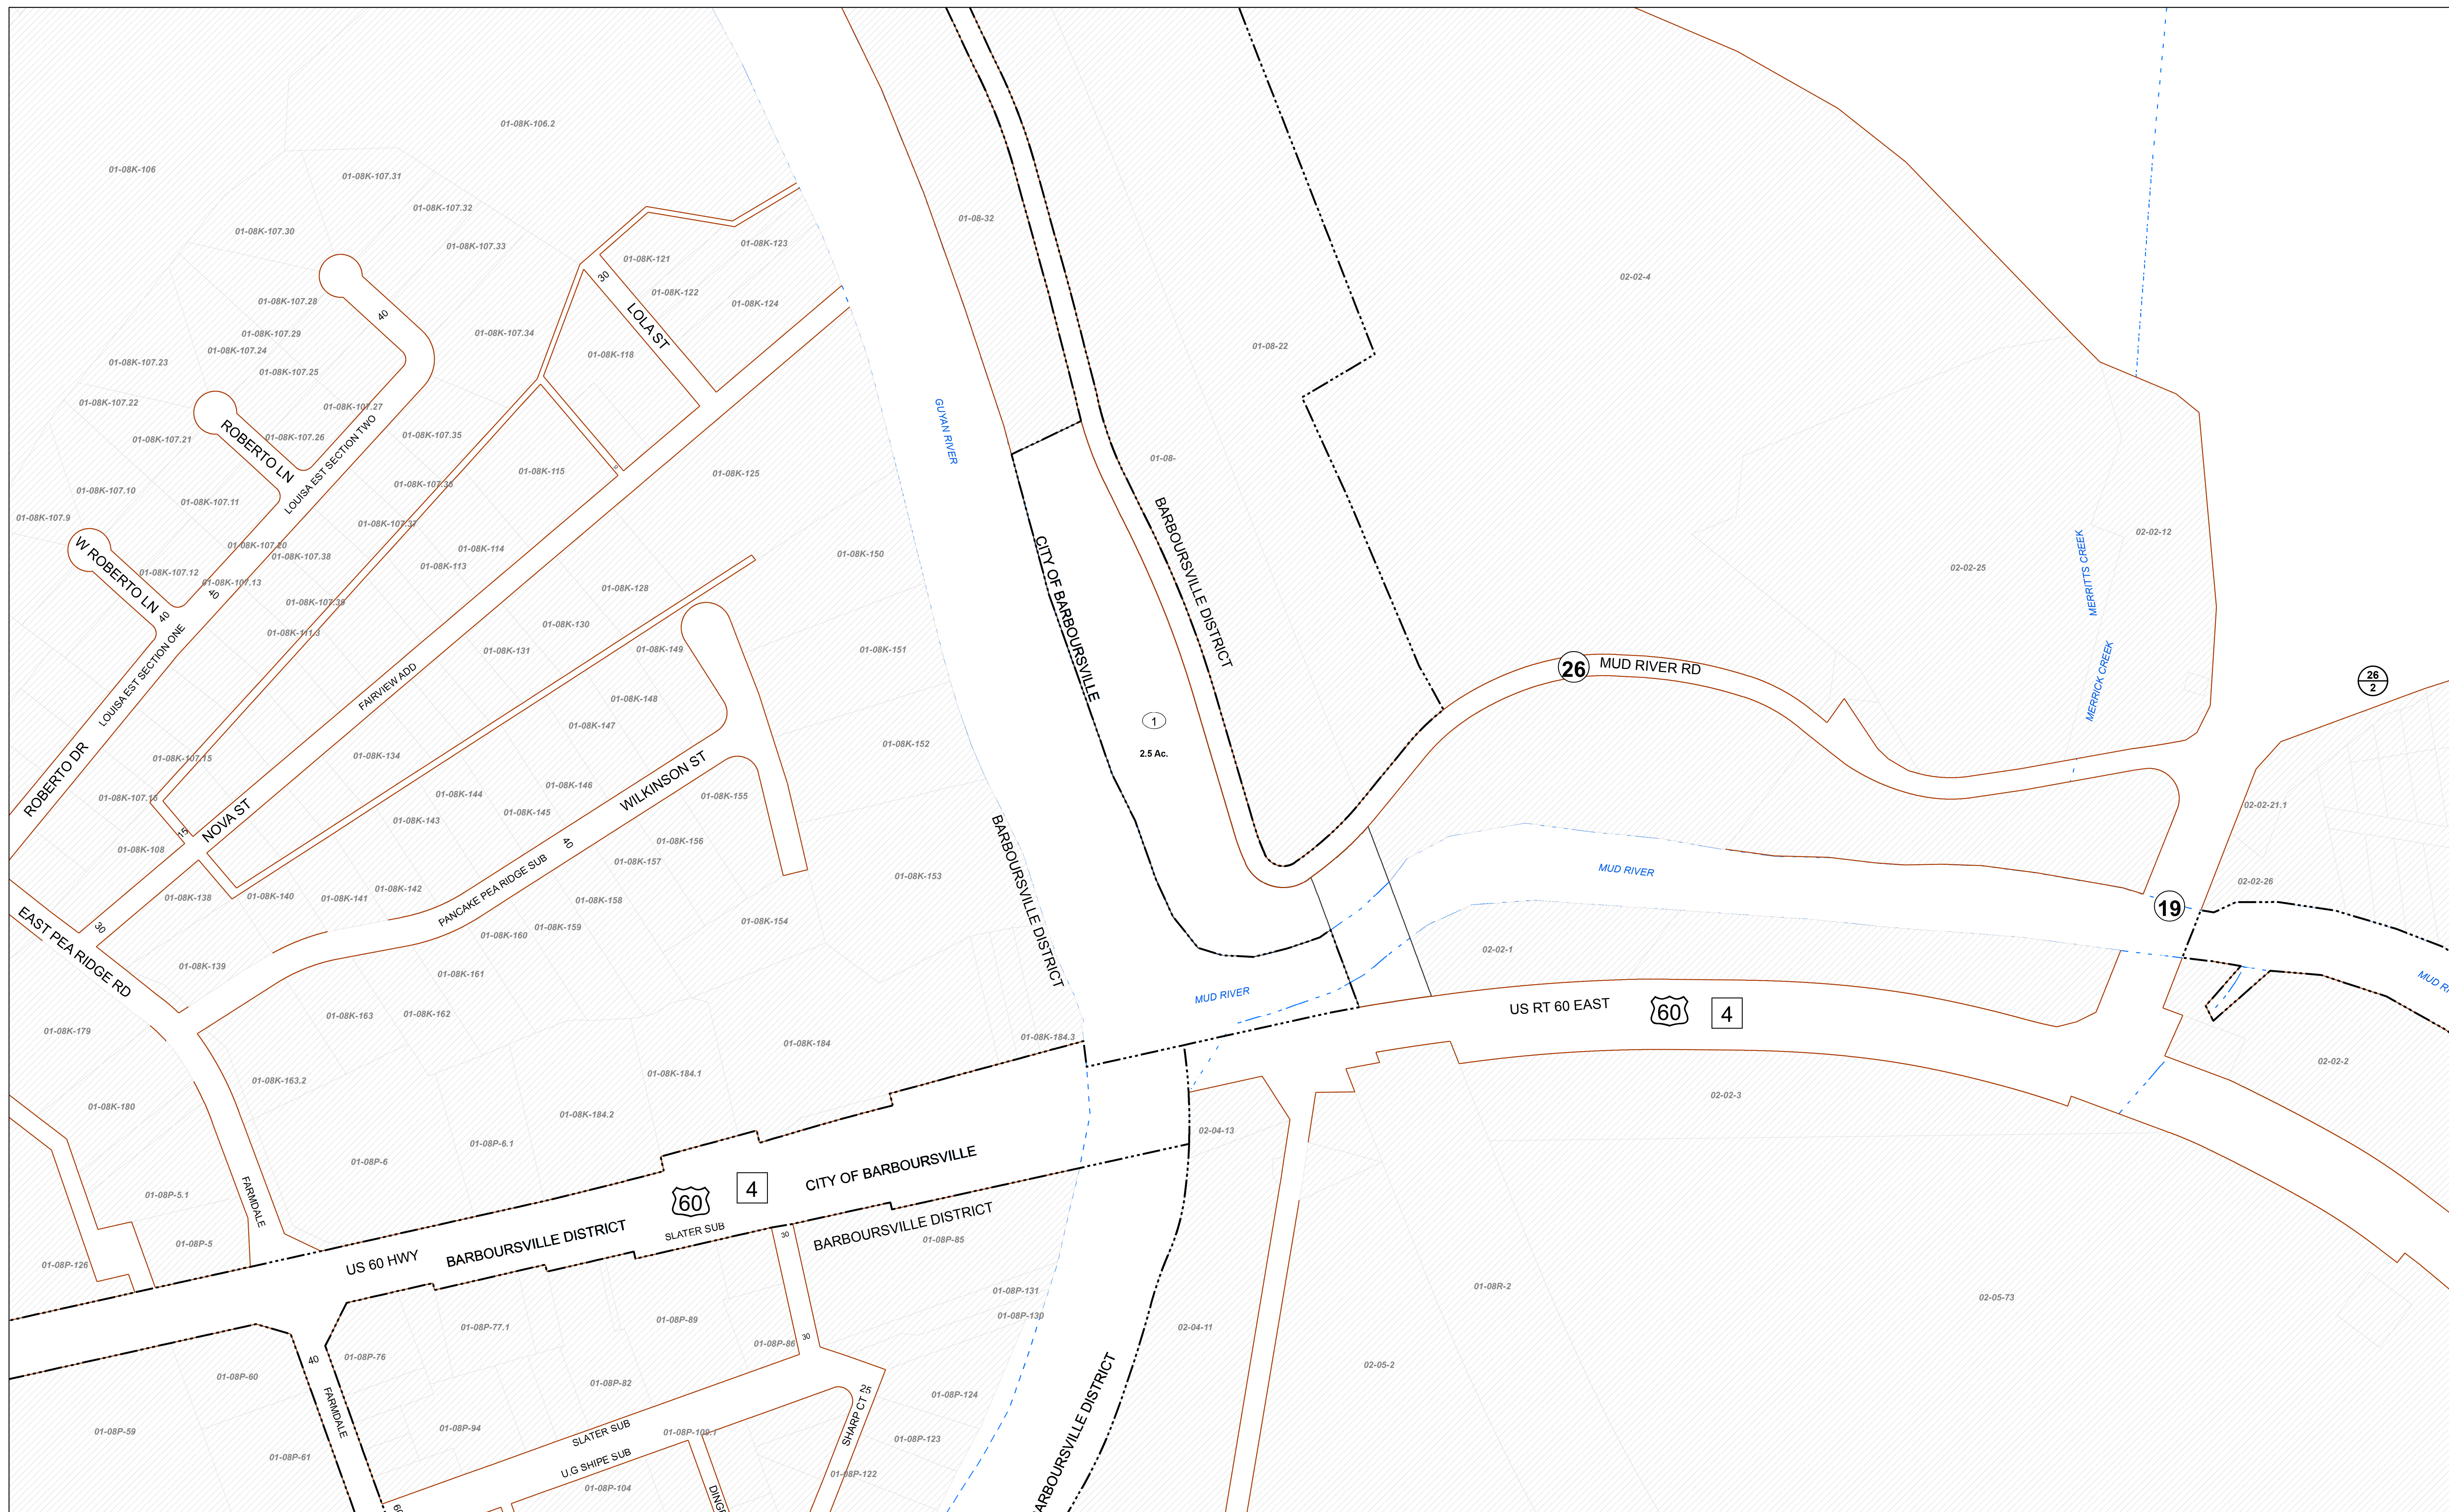 01-08K-106.2
01-08K-106
01-08K-107.31
01-08K-107.32
01-08K-107.30
01-08K-107.33
01-08K-107.28
01-08K-107.29
01-08K-107.24
01-08K-107.23
01-08K-107.25
01-08K-107.22
01-08K-107.27
01-08K-107.21
01-08K-107.26
01-08K-107.34
01-08K-107.35
01-08K-107.10
01-08K-107.11
01-08K-107.9
01-08K-107.37
01-08K-107.20
01-08K-107.38
01-08K-107.12
01-08K-107.13
01-08K-107.39
01-08K-111.3
01-08K-107.15
01-08K-108
40
ROBERTO LN
LOUISA EST SECTION TWO
W ROBERTO LN
40
40
LOUISA EST SECTION ONE
ROBERTO DR
01-08K-121
01-08K-123
01-08K-122
01-08K-124
30
LOLA ST
01-08K-118
01-08K-115
01-08K-125
01-08K-114
01-08K-113
01-08K-128
01-08K-150
01-08K-130
01-08K-131
01-08K-149
01-08K-151
01-08K-148
01-08K-147
01-08K-152
01-08K-134
01-08K-146
01-08K-144
01-08K-145
01-08K-155
01-08K-143
01-08K-156
01-08K-157
01-08K-153
01-08K-142
01-08K-141
01-08K-140
01-08K-138
01-08K-158
01-08K-154
01-08K-159
01-08K-160
01-08K-139
01-08K-161
01-08K-162
01-08K-163
01-08K-179
01-08K-184
01-08K-184.3
01-08K-184.1
01-08K-163.2
01-08K-180
01-08K-184.2
FAIRVIEW ADD
NOVA ST
15
30
WILKINSON ST
40
PANCAKE PEA RIDGE SUB
EAST PEA RIDGE RD
01-08P-6.1
01-08P-6
01-08P-5.1
01-08P-5
01-08P-126
FARMDALE
US 60 HWY
BARBOURSVILLE DISTRICT
60
4
SLATER SUB
CITY OF BARBOURSVILLE
BARBOURSVILLE DISTRICT
30
01-08P-85
01-08P-131
01-08P-130
01-08P-89
01-08P-77.1
01-08P-86
30
40
01-08P-76
01-08P-60
01-08P-82
01-08P-124
25
SHARP CT
FARMDALE
01-08P-59
01-08P-94
01-08P-109.1
01-08P-123
01-08P-61
01-08P-122
01-08P-104
SLATER SUB
U.G SHIPE SUB
60
GUYAN RIVER
01-08-32
01-08-22
01-08-
CITY OF BARBOURSVILLE
BARBOURSVILLE DISTRICT
1
2.5 Ac.
BARBOURSVILLE DISTRICT
02-02-4
02-02-25
02-02-12
MERRITTS CREEK
MERRICK CREEK
26
MUD RIVER RD
26
2
02-02-21.1
02-02-26
19
MUD RIVER
MUD RIVER
02-02-1
US RT 60 EAST
60
4
02-02-2
02-02-3
02-04-13
01-08R-2
02-05-73
02-04-11
02-05-2